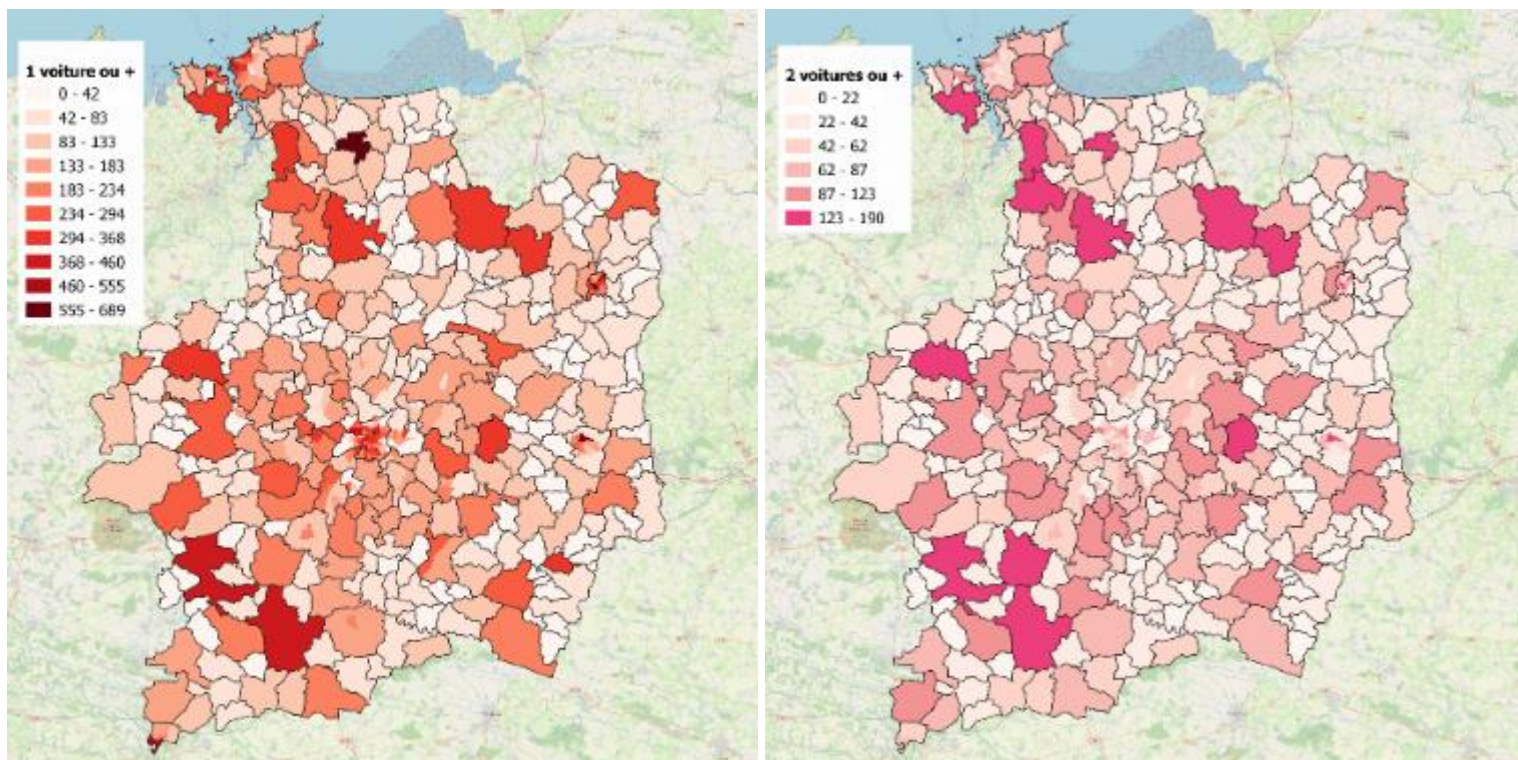 1 voiture ou +
0 - 42
42 - 83
83 - 133
133 - 183
183 - 234
234 - 294
294 - 368
368 - 460
460 - 555
555 - 689
2 voitures ou +
0 - 22
22 - 42
42 - 62
62 - 87
87 - 123
123 - 190